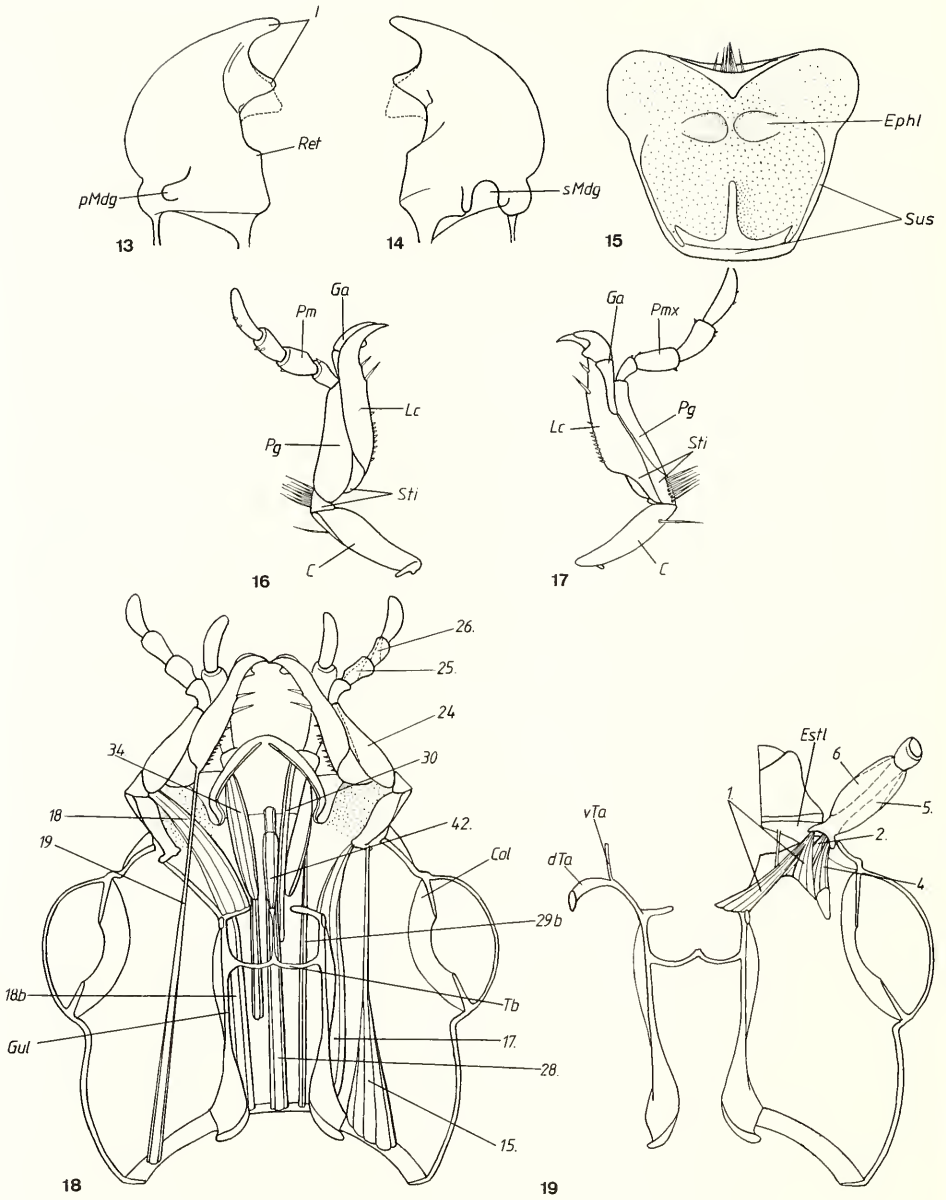 I
Ret
pMdg
13
sMdg
14
Ephl
Sus
15
Ga
Pm
Lc
Pg
Sti
C
16
Ga
Pmx
Pg
Lc
Sti
C
17
26.
25.
24
34
30
18
42.
19
Col
29b
18.b
Tb
Gul
17.
28.
15.
18
Estl
6
1.
5.
vTa
2.
dTa
4
19